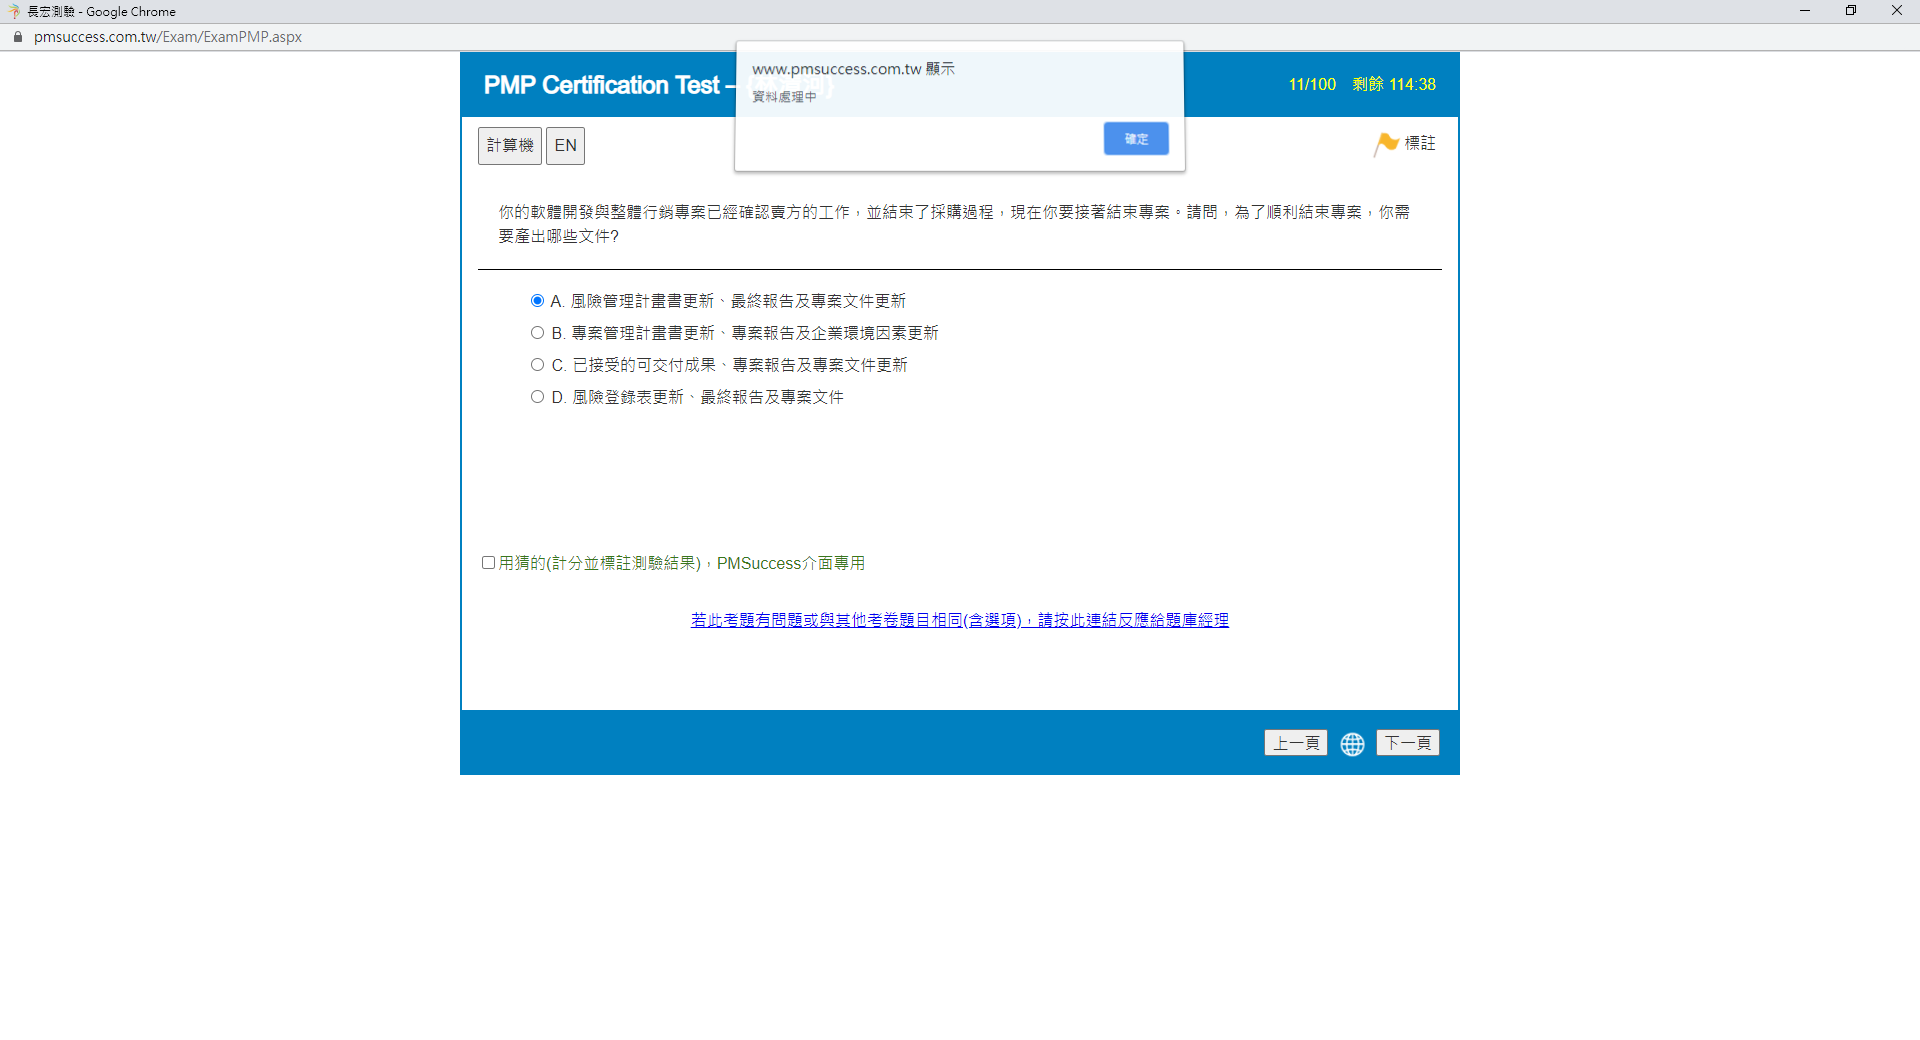 長宏測驗 - Google Chrome
pmsuccess.com.tw/Exam/ExamPMP.aspx
www.pmsuccess.com.tw 顯示
資料處理中
確定
PMP Certification Test –
11/100 剩餘 114:38
計算機 EN
標註
你的軟體開發與整體行銷專案已經確認賣方的工作，並結束了採購過程，現在你要接著結束專案。請問，為了順利結束專案，你需
要產出哪些文件?
A. 風險管理計畫書更新、最終報告及專案文件更新
B. 專案管理計畫書更新、專案報告及企業環境因素更新
C. 已接受的可交付成果、專案報告及專案文件更新
D. 風險登錄表更新、最終報告及專案文件
用猜的(計分並標註測驗結果)，PMSuccess介面專用
若此考題有問題或與其他考卷題目相同(含選項)，請按此連結反應給題庫經理
上一頁 下一頁